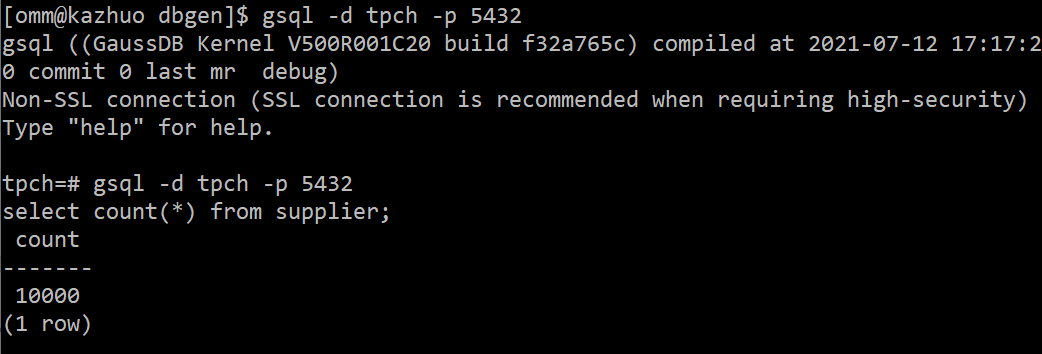 [omm@kazhuo dbgen]$ gsql -d tpch -p 5432
gsql ((GaussDB Kernel V500R001C20 build f32a765c) compiled at 2021-07-12 17:17:2
0 commit 0 last mr  debug)
Non-SSL connection (SSL connection is recommended when requiring high-security)
Type "help" for help.
tpch=# gsql -d tpch -p 5432
select count(*) from supplier;
 count
-------
 10000
(1 row)